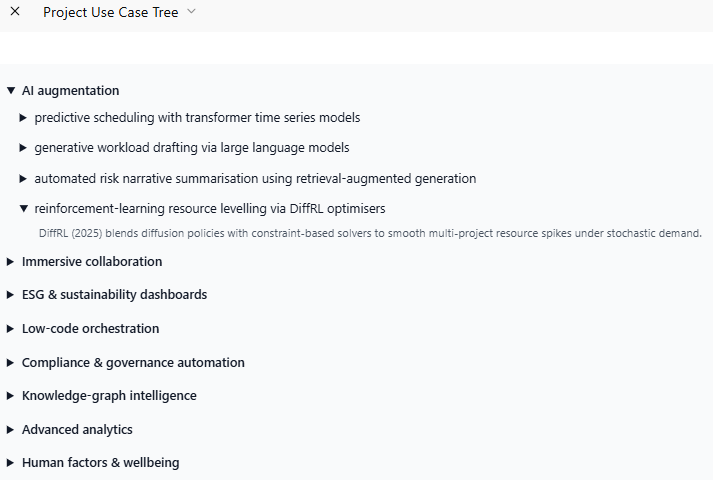 Project Use Case Tree
AI augmentation
predictive scheduling with transformer time series models
generative workload drafting via large language models
automated risk narrative summarisation using retrieval-augmented generation
reinforcement-learning resource levelling via DiffRL optimisers
DiffRL (2025) blends diffusion policies with constraint-based solvers to smooth multi-project resource spikes under stochastic demand.
Immersive collaboration
ESG & sustainability dashboards
Low-code orchestration
Compliance & governance automation
Knowledge-graph intelligence
Advanced analytics
Human factors & wellbeing